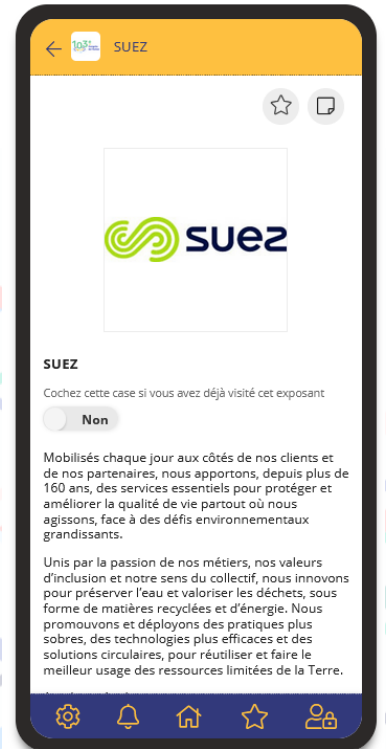 SUEZ
suez
SUEZ
Cochez cette case si vous avez déjà visité cet exposant
Non
Mobilisés chaque jour aux côtés de nos clients et
de nos partenaires, nous apportons, depuis plus de
160 ans, des services essentiels pour protéger et
améliorer la qualité de vie partout où nous
agissons, face à des défis environnementaux
grandissants.
Unis par la passion de nos métiers, nos valeurs
d’inclusion et notre sens du collectif, nous innovons
pour préserver l’eau et valoriser les déchets, sous
forme de matières recyclées et d’énergie. Nous
promouvons et déployons des pratiques plus
sobres, des technologies plus efficaces et des
solutions circulaires, pour réutiliser et faire le
meilleur usage des ressources limitées de la Terre.